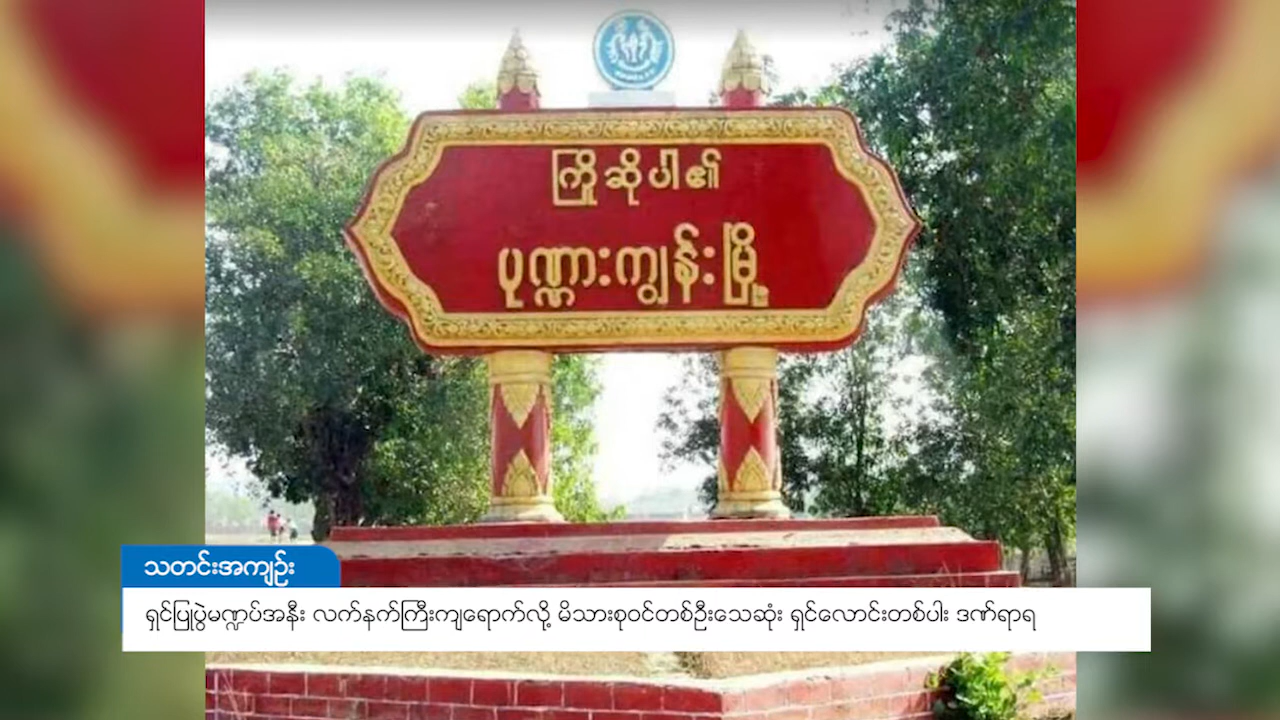 ကြိုဆိုပါ၏
ပုဏ္ဏားကျွန်းမြို့
သတင်းအကျဉ်း
ရှင်ပြုပွဲမဏ္ဍပ်အနီး လက်နက်ကြီးကျရောက်လို့ မိသားစုဝင်တစ်ဦးသေဆုံး ရှင်လောင်းတစ်ပါး ဒဏ်ရာရ